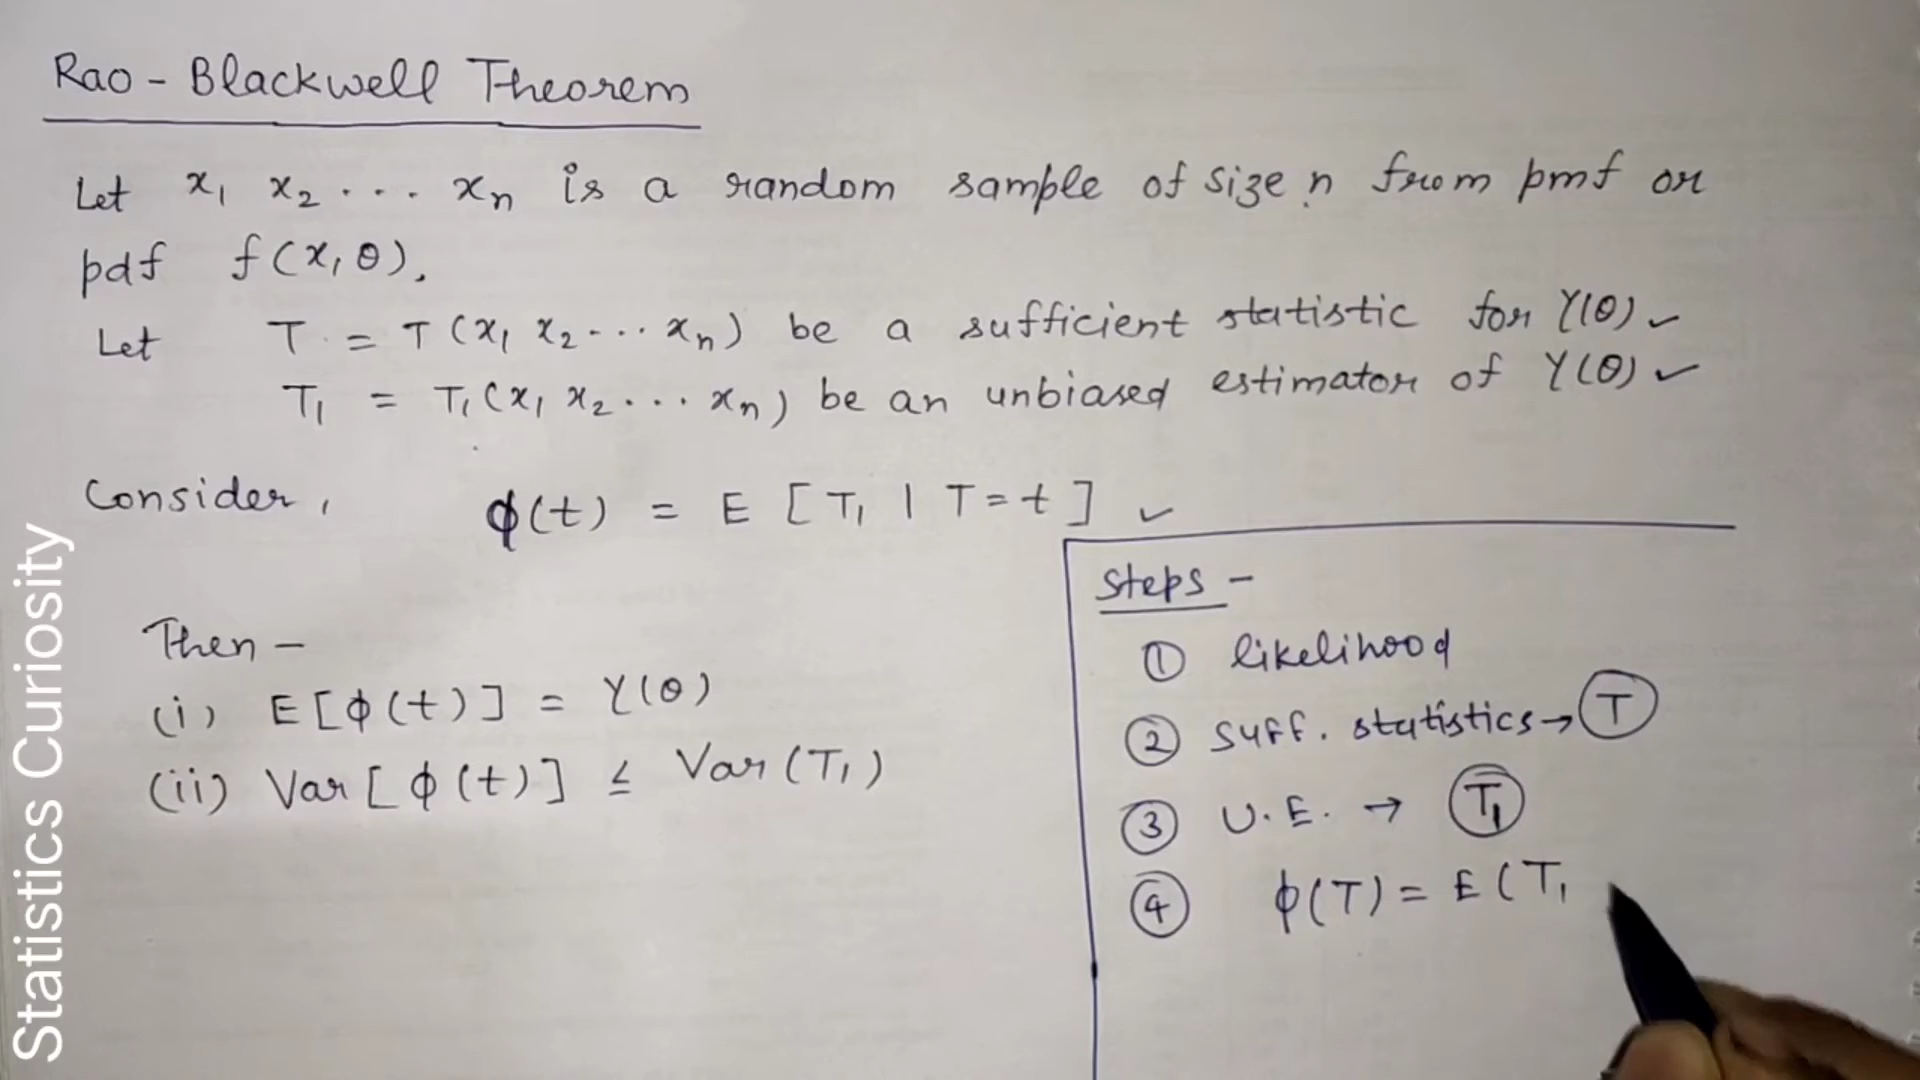 Rao - Blackwell Theorem
Let x₁ x₂ ... xₙ is a random sample of size n from pmf or
pdf f(x, θ).
Let T = T(x₁ x₂ ... xₙ) be a sufficient statistic for γ(θ) ✓
T₁ = T₁(x₁ x₂ ... xₙ) be an unbiased estimator of γ(θ) ✓
Consider, ϕ(t) = E [T₁ | T = t] ✓
Then -
(i) E[ϕ(t)] = γ(θ)
(ii) Var[ϕ(t)] ≤ Var(T₁)
Steps -
① likelihood
② Suff. statistics → T
③ U.E. → T₁
④ ϕ(T) = E(T₁
Statistics Curiosity